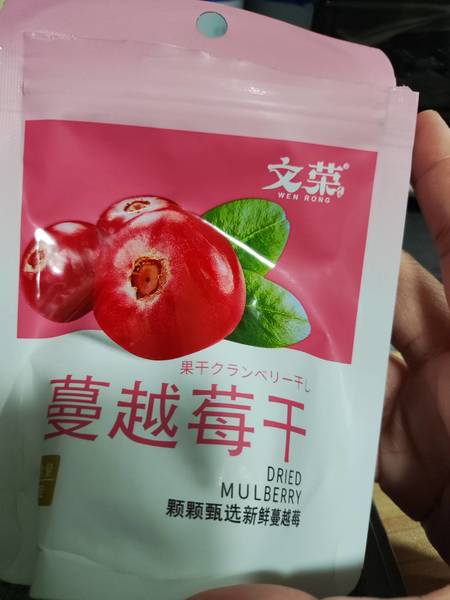 文荣®
WEN RONG
果干クランベリー干し
蔓越莓干
DRIED
MULBERRY
颗颗甄选新鲜蔓越莓